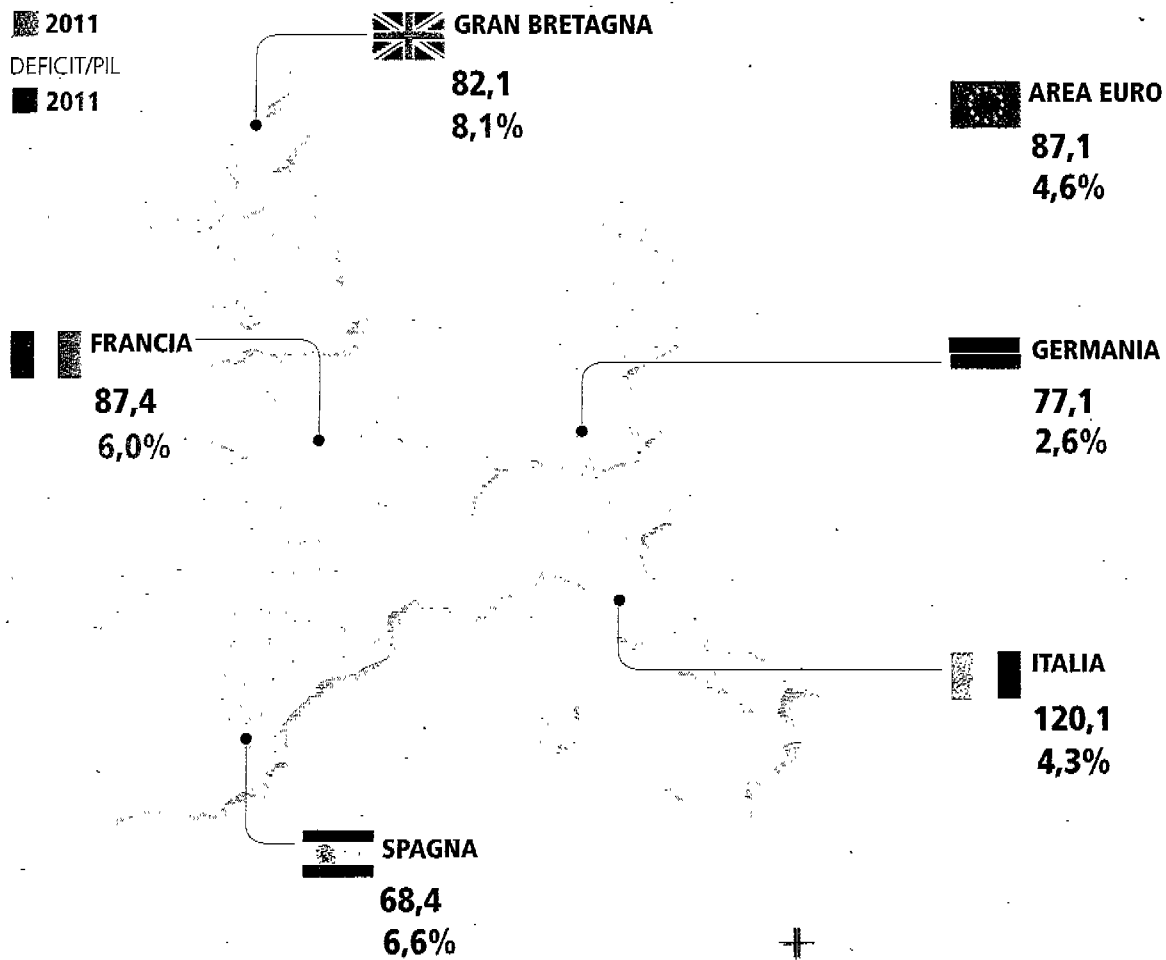 2011
DEFICIT/PIL
2011
GRAN BRETAGNA
82,1
8,1%
AREA EURO
87,1
4,6%
FRANCIA
87,4
6,0%
GERMANIA
77,1
2,6%
ITALIA
120,1
4,3%
SPAGNA
68,4
6,6%